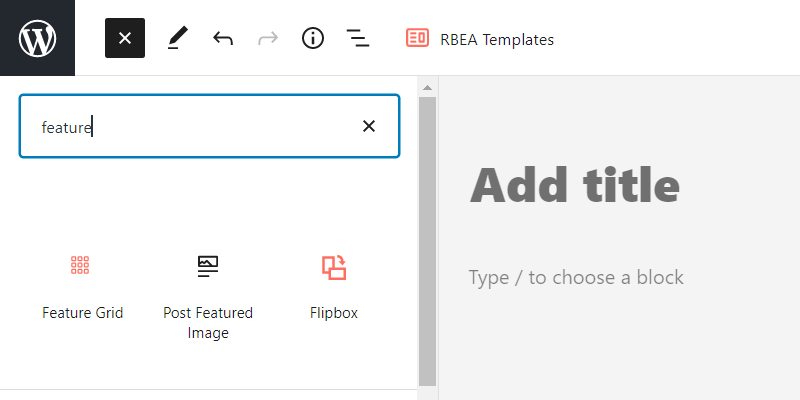 RBEA Templates
feature
Add title
Type / to choose a block
Feature Grid
Post Featured
Image
Flipbox